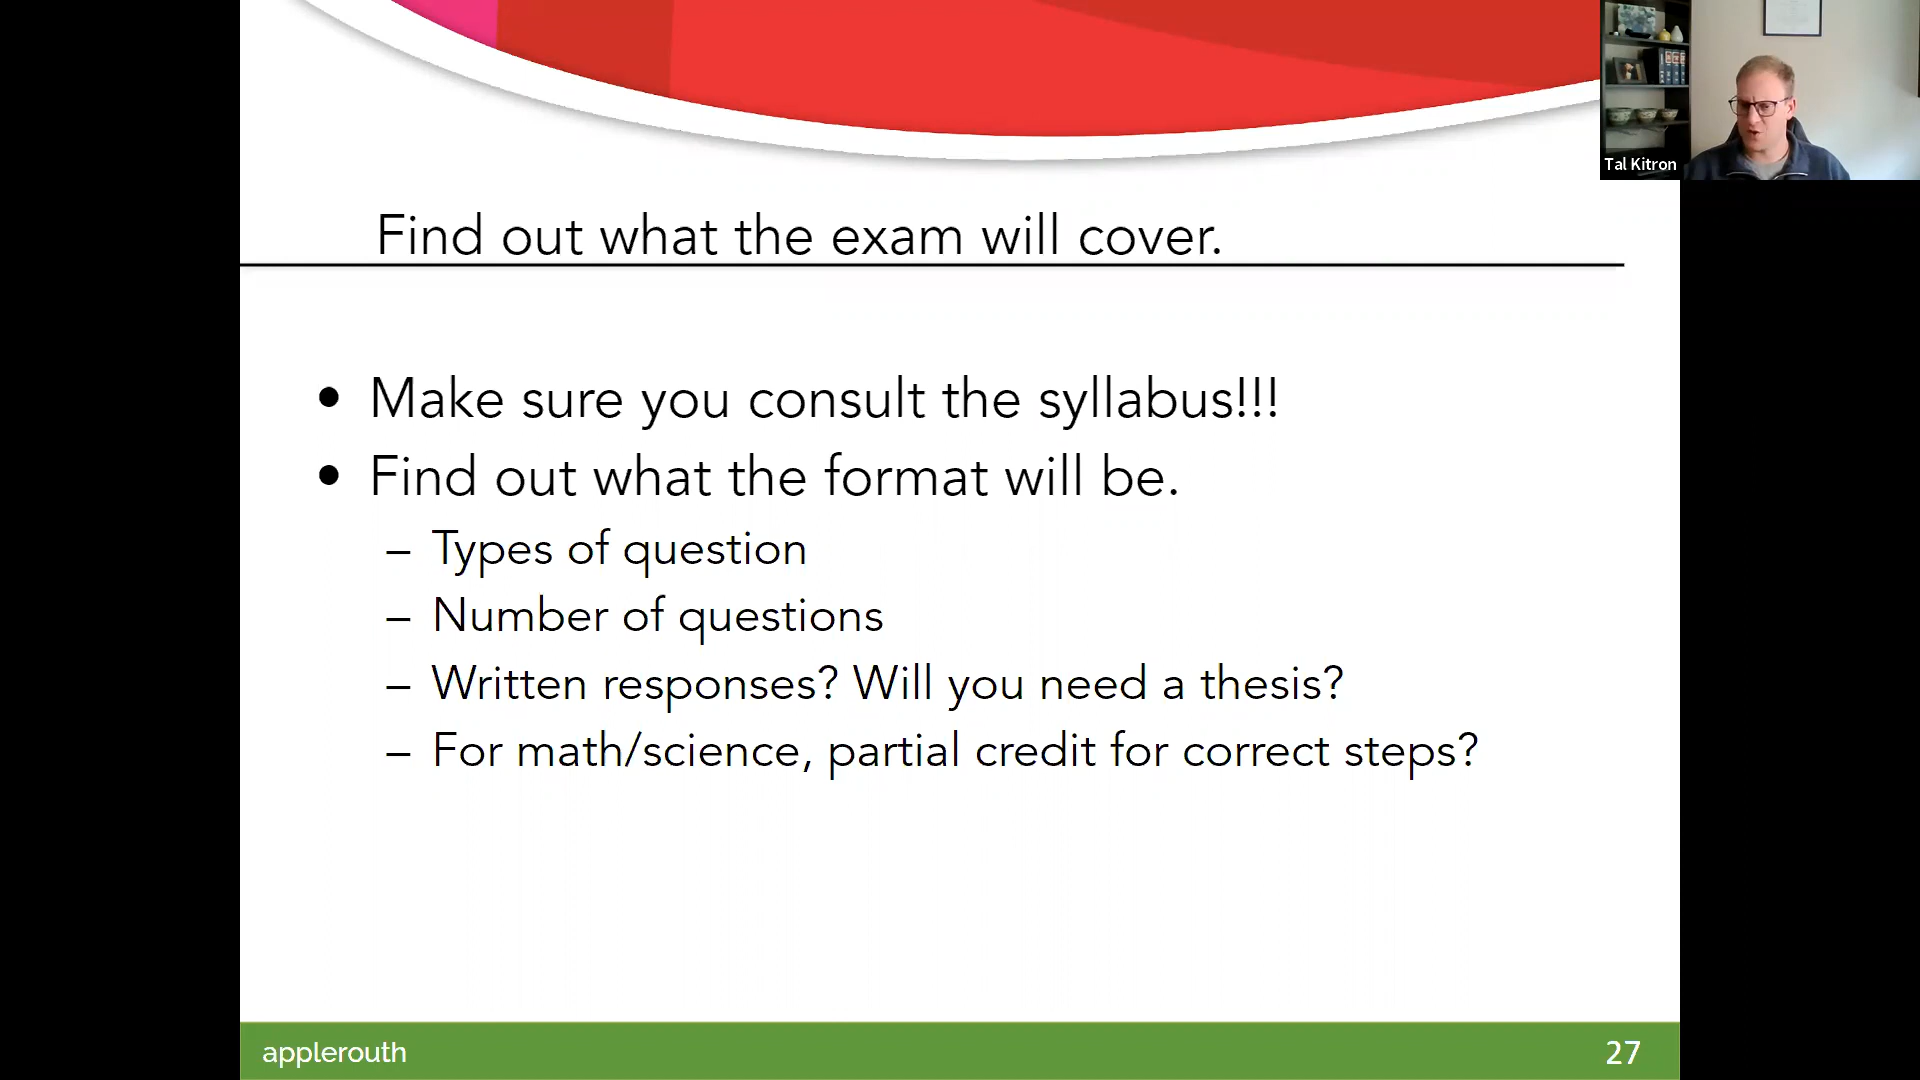 Tal Kitron
Find out what the exam will cover.
• Make sure you consult the syllabus!!!
• Find out what the format will be.
– Types of question
– Number of questions
– Written responses? Will you need a thesis?
– For math/science, partial credit for correct steps?
applerouth
27